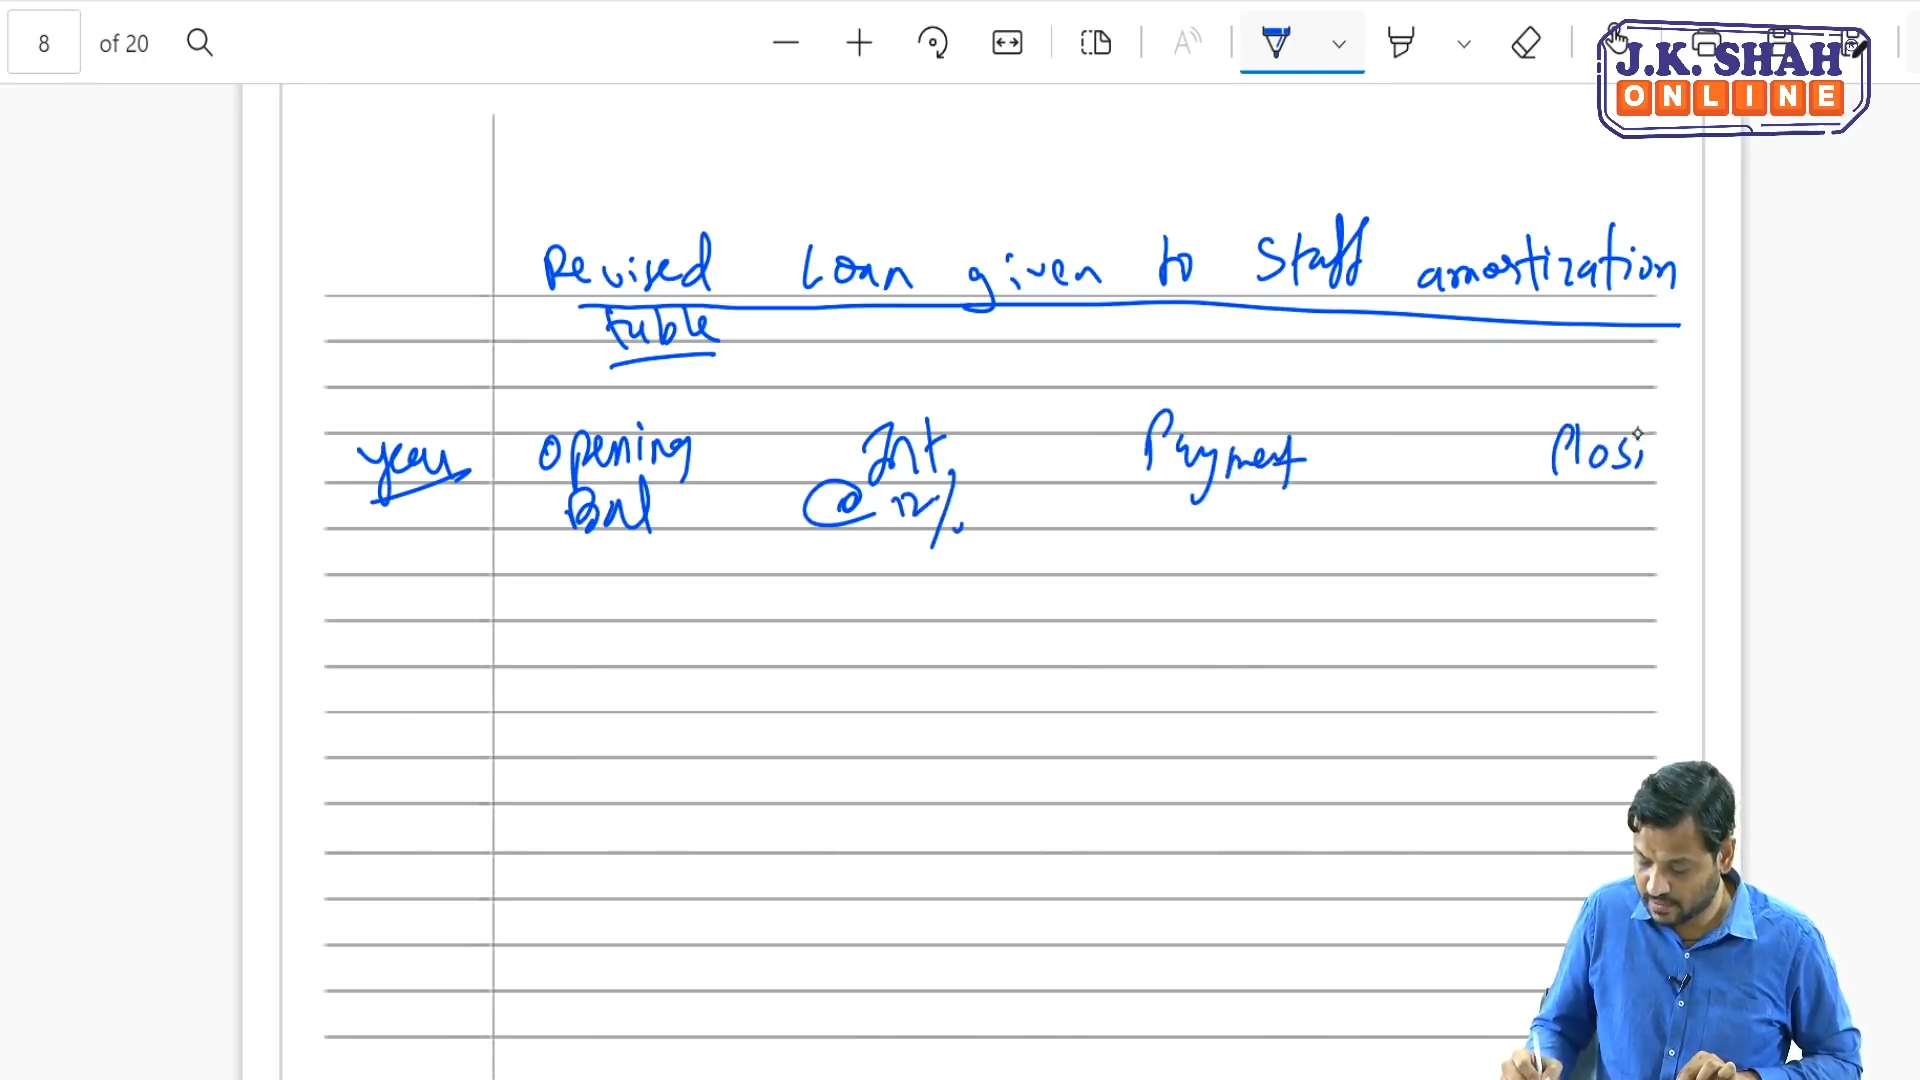 8 of 20
J.K. SHAH
ONLINE
Revised Loan given to Staff amortization
table
year Opening Int Payment Closi
Bal @ 12%